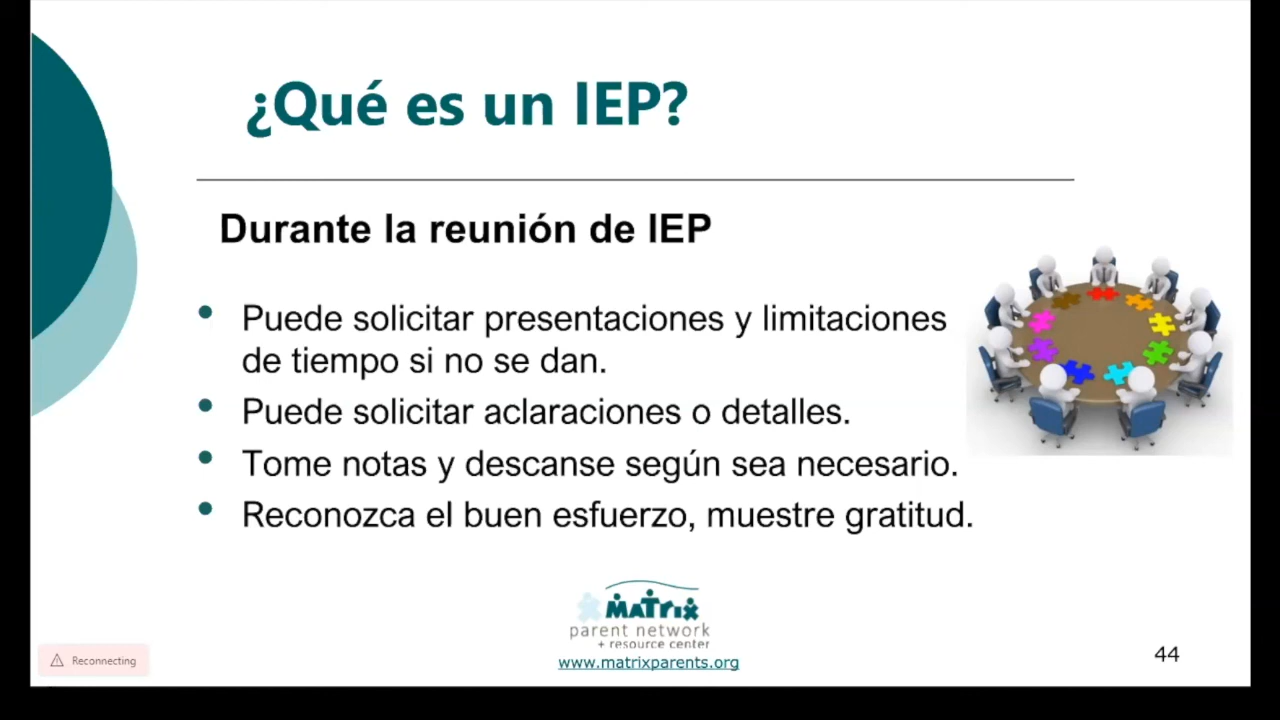 ¿Qué es un IEP?
Durante la reunión de IEP
• Puede solicitar presentaciones y limitaciones
de tiempo si no se dan.
• Puede solicitar aclaraciones o detalles.
• Tome notas y descanse según sea necesario.
• Reconozca el buen esfuerzo, muestre gratitud.
MATRIX
parent network
+ resource center
www.matrixparents.org
Reconnecting
44